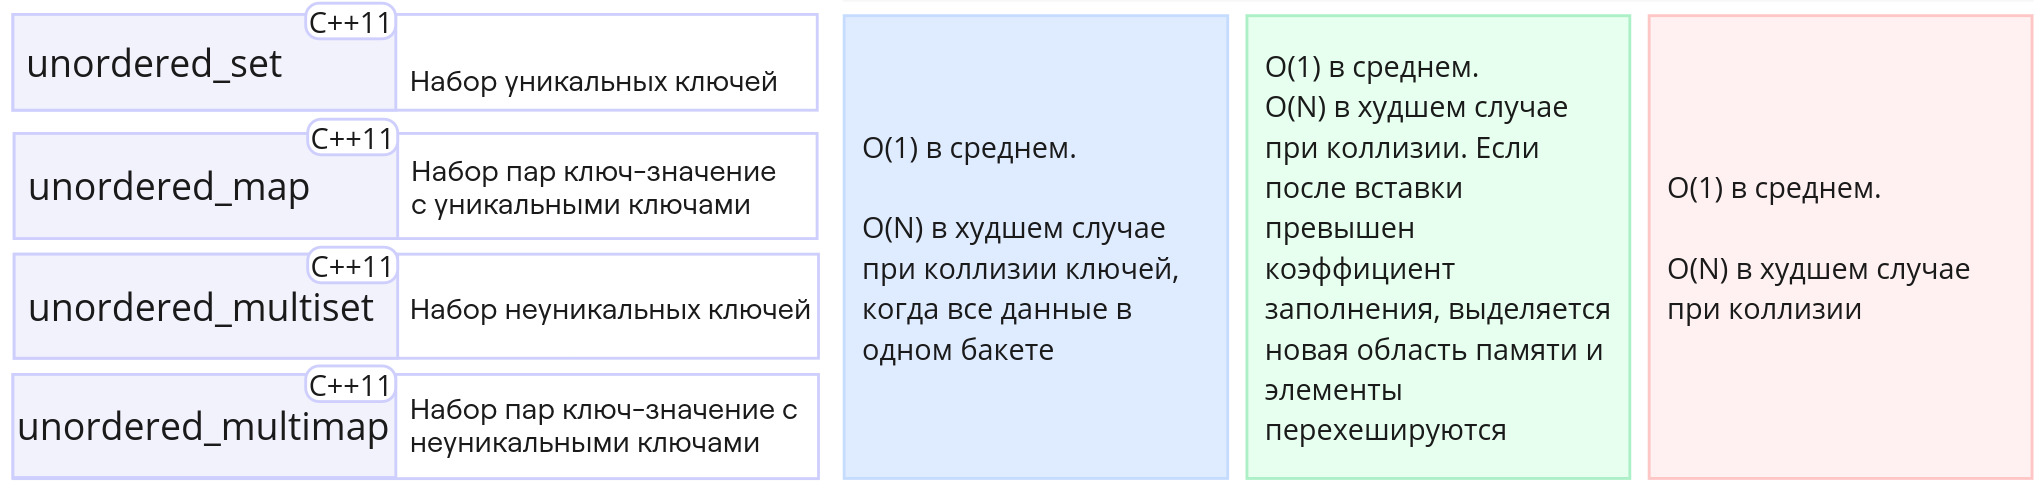 C++11
unordered_set
Набор уникальных ключей
C++11
unordered_map
Набор пар ключ-значение
с уникальными ключами
C++11
unordered_multiset
Набор неуникальных ключей
C++11
unordered_multimap
Набор пар ключ-значение с
неуникальными ключами
O(1) в среднем.
O(N) в худшем случае
при коллизии ключей,
когда все данные в
одном бакете
O(1) в среднем.
O(N) в худшем случае
при коллизии. Если
после вставки
превышен
коэффициент
заполнения, выделяется
новая область памяти и
элементы
перехешируются
O(1) в среднем.
O(N) в худшем случае
при коллизии